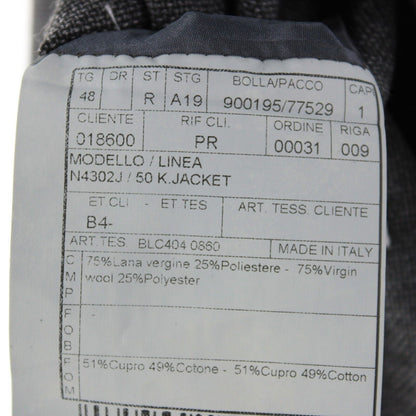 TG DR ST STG BOLLA/PACCO CAP
48 R A19 900195/77529 1
CLIENTE RIF CLI. ORDINE RIGA
018600 PR 00031 009
MODELLO / LINEA
N4302J / 50 K.JACKET
ET CLI - ET TES ART. TESS. CLIENTE
B4-
ART.TES BLC404 0860 MADE IN ITALY
COMP 75%Lana vergine 25%Poliestere - 75%Virgin
wool 25%Polyester
FOB
FOM 51%Cupro 49%Cotone - 51%Cupro 49%Cotton